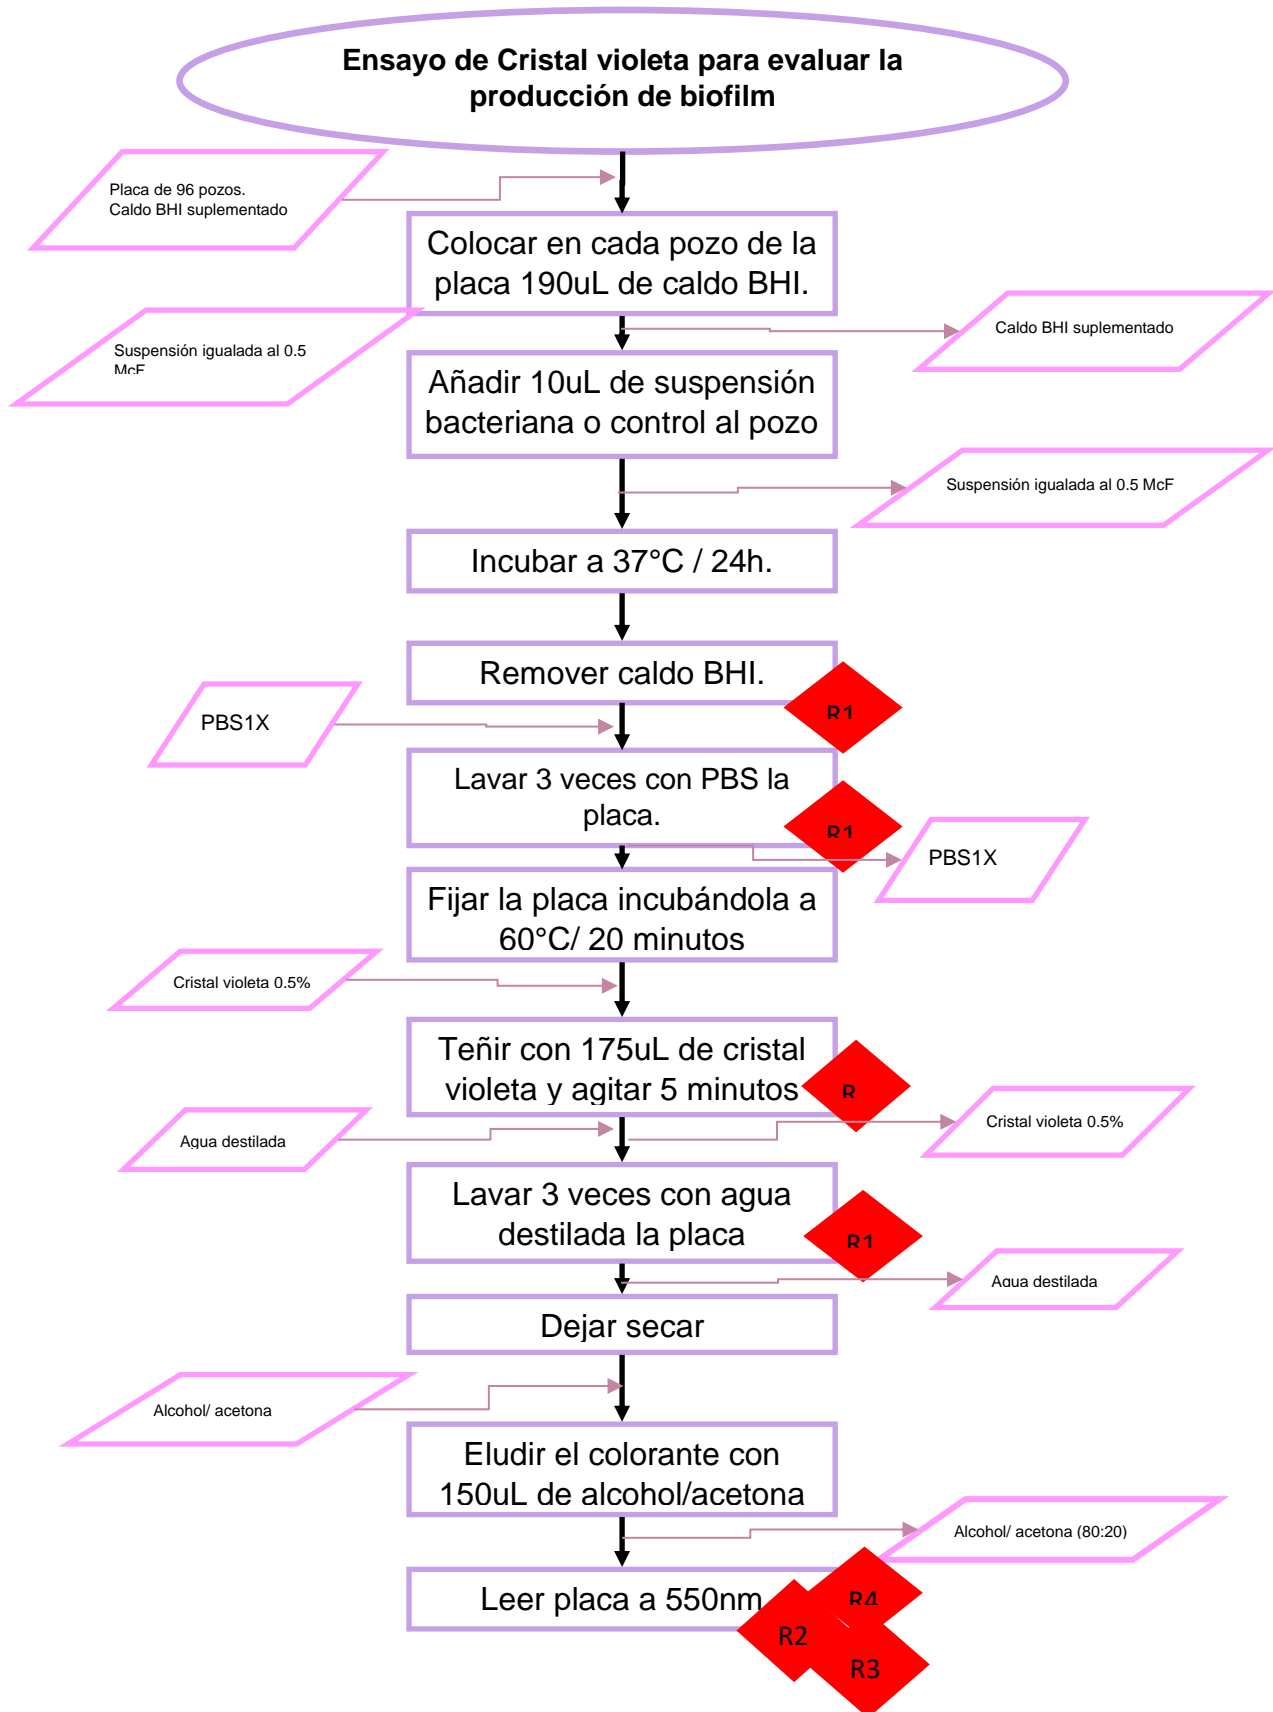 Ensayo de Cristal violeta para evaluar la
producción de biofilm
Placa de 96 pozos.
Caldo BHI suplementado
Colocar en cada pozo de la
placa 190uL de caldo BHI.
Caldo BHI suplementado
Suspensión igualada al 0.5
McF
Añadir 10uL de suspensión
bacteriana o control al pozo
Suspensión igualada al 0.5 McF
Incubar a 37°C / 24h.
Remover caldo BHI.
R1
PBS1X
Lavar 3 veces con PBS la
placa.
R1
PBS1X
Fijar la placa incubándola a
60°C/ 20 minutos
Cristal violeta 0.5%
Teñir con 175uL de cristal
violeta y agitar 5 minutos
R
Cristal violeta 0.5%
Agua destilada
Lavar 3 veces con agua
destilada la placa
R1
Agua destilada
Dejar secar
Alcohol/ acetona
Eludir el colorante con
150uL de alcohol/acetona
Alcohol/ acetona (80:20)
Leer placa a 550nm
R4
R2
R3